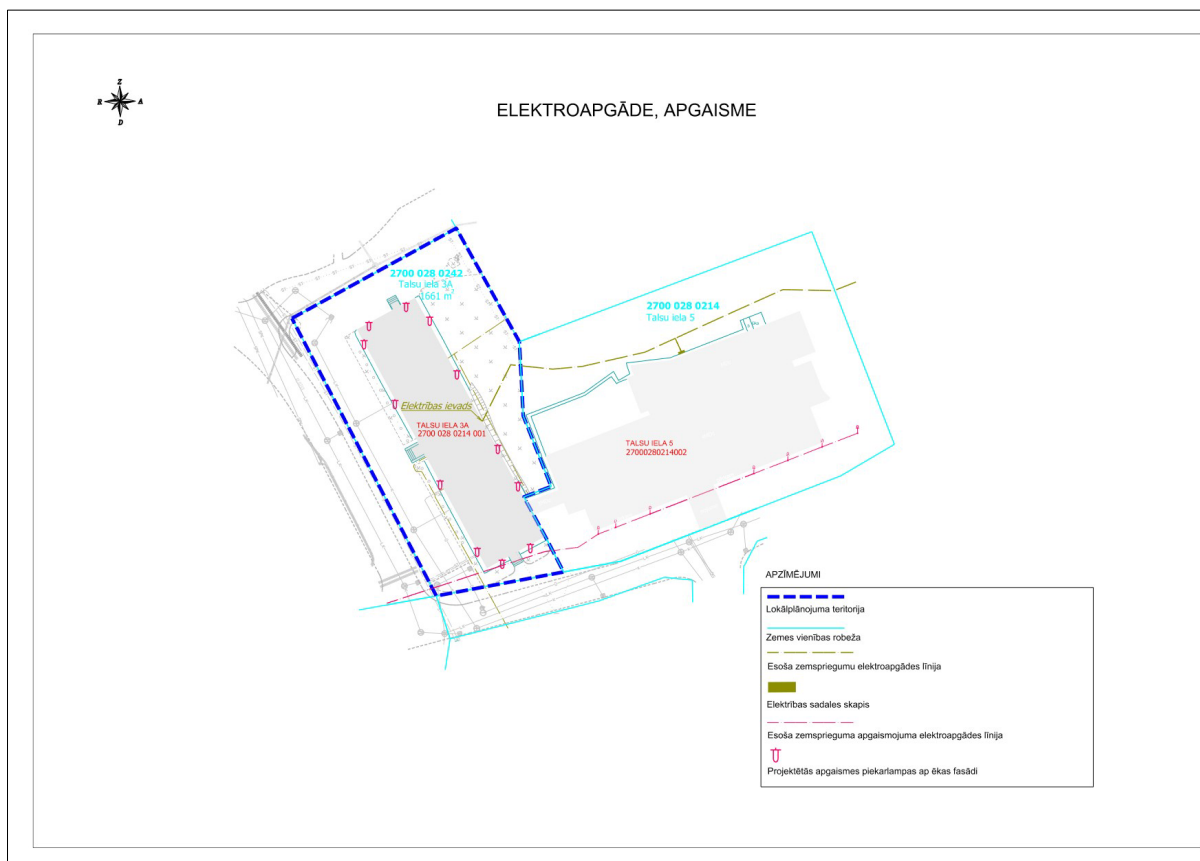 Z
R A
D
ELEKTROAPGĀDE, APGAISME
2700 028 0242
Talsu iela 3A
1661 m²
2700 028 0214
Talsu iela 5
Elektrības ievads
TALSU IELA 3A
2700 028 0214 001
TALSU IELA 5
27000280214002
APZĪMĒJUMI
Lokālplānojuma teritorija
Zemes vienības robeža
Esoša zemspriegumu elektroapgādes līnija
Elektrības sadales skapis
Esoša zemsprieguma apgaismojuma elektroapgādes līnija
Projektētās apgaismes piekarlampas ap ēkas fasādi